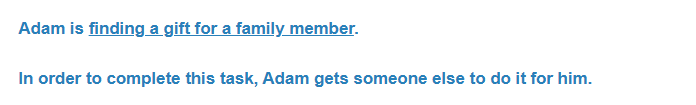 Adam is finding a gift for a family member.
In order to complete this task, Adam gets someone else to do it for him.